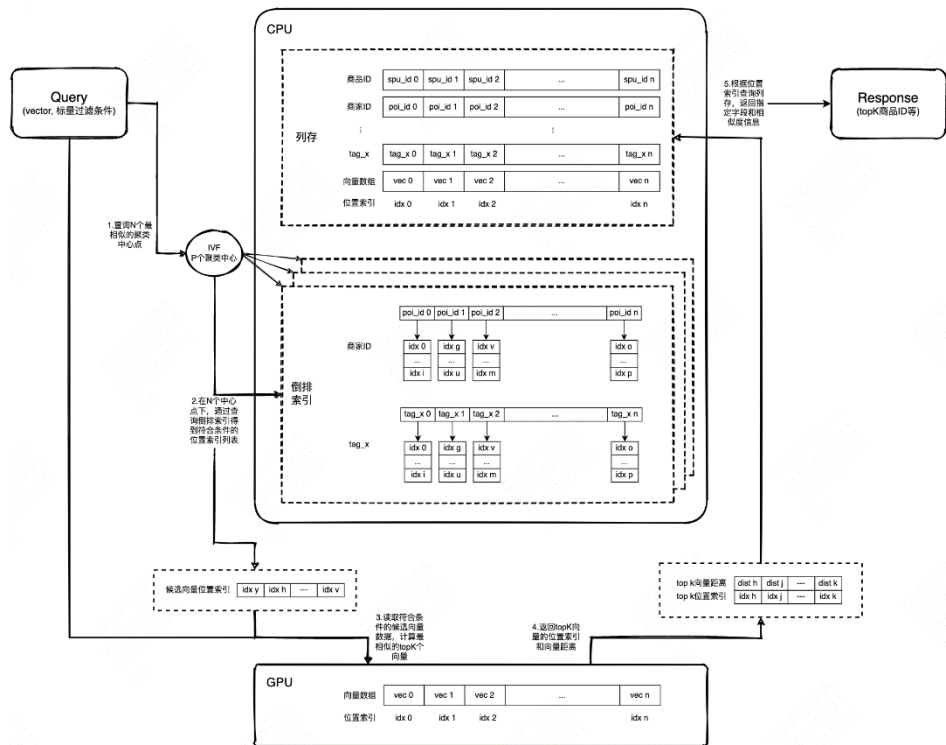 CPU
Query
(vector, 标量过滤条件)
商品ID
spu_id 0 spu_id 1 spu_id 2 ... spu_id n
商家ID
poi_id 0 poi_id 1 poi_id 2 ... poi_id n
⋮ ⋮
列存
tag_x
tag_x 0 tag_x 1 tag_x 2 ... tag_x n
向量数组
vec 0 vec 1 vec 2 ... vec n
位置索引
idx 0 idx 1 idx 2 idx n
5.根据位置
索引查询列
存，返回指
定字段和相
似度信息
Response
(topK商品ID等)
1.查询N个最
相似的聚类
中心点
IVF
P个聚类中心
poi_id 0 poi_id 1 poi_id 2 ... poi_id n
商家ID
idx 0 idx g idx v idx o
... ... ... ...
idx i idx u idx m idx p
倒排
索引
tag_x 0 tag_x 1 tag_x 2 ... tag_x n
tag_x
idx 0 idx g idx v idx o
... ... ... ...
idx i idx u idx m idx p
2.在N个中心
点下，通过查
询倒排索引得
到符合条件的
位置索引列表
候选向量位置索引
idx y idx h --- idx v
top k向量距离
dist h dist j --- dist k
top k位置索引
idx h idx j --- idx k
3.读取符合条
件的候选向量
数据，计算最
相似的topK个
向量
4.返回topK向
量的位置索引
和向量距离
GPU
向量数组
vec 0 vec 1 vec 2 ... vec n
位置索引
idx 0 idx 1 idx 2 idx n